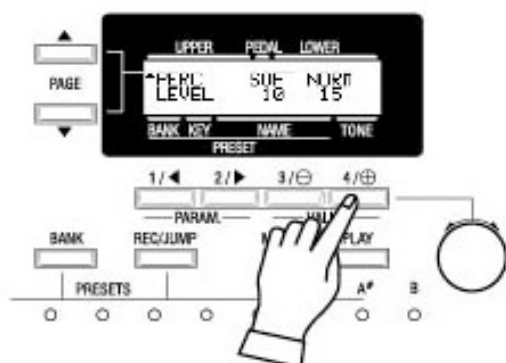 UPPER PEDAL LOWER
PERC SOF NORM
LEVEL 10 15
PAGE
BANK KEY NAME TONE
PRESET
1/◀ 2/▶ 3/⊖ 4/⊕
PARAM.
BANK REC/JUMP PLAY
PRESETS A# B